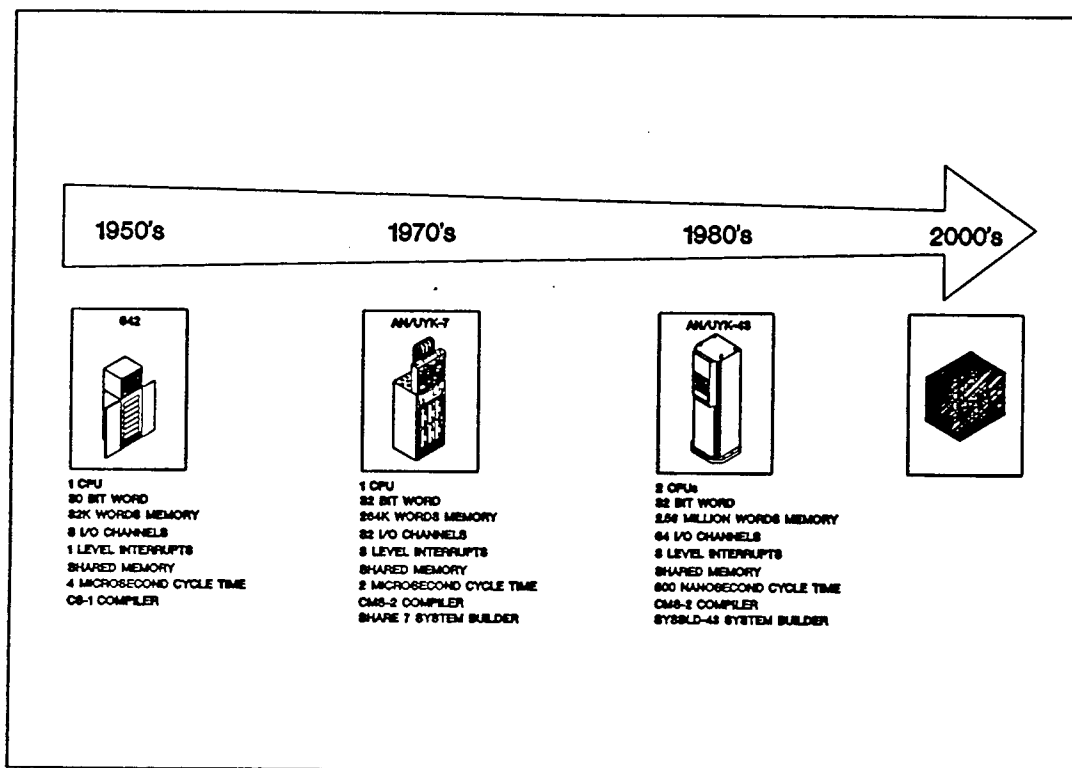 1950's
1970's
1980's
2000's
642
1 CPU
30 BIT WORD
32K WORDS MEMORY
8 I/O CHANNELS
1 LEVEL INTERRUPTS
SHARED MEMORY
4 MICROSECOND CYCLE TIME
CS-1 COMPILER
AN/UYK-7
1 CPU
32 BIT WORD
264K WORDS MEMORY
32 I/O CHANNELS
3 LEVEL INTERRUPTS
SHARED MEMORY
2 MICROSECOND CYCLE TIME
CMS-2 COMPILER
SHARE 7 SYSTEM BUILDER
AN/UYK-43
2 CPUs
32 BIT WORD
2.56 MILLION WORDS MEMORY
64 I/O CHANNELS
3 LEVEL INTERRUPTS
SHARED MEMORY
NANOSECOND CYCLE TIME
CMS-2 COMPILER
SYSBLD-43 SYSTEM BUILDER